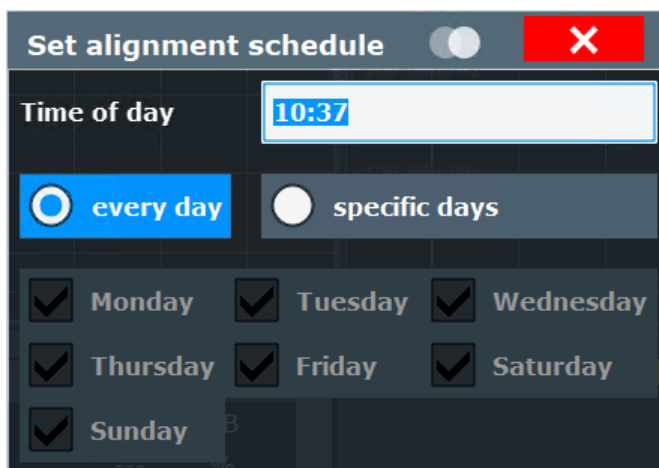 Set alignment schedule
Time of day 10:37
every day specific days
Monday Tuesday Wednesday
Thursday Friday Saturday
Sunday